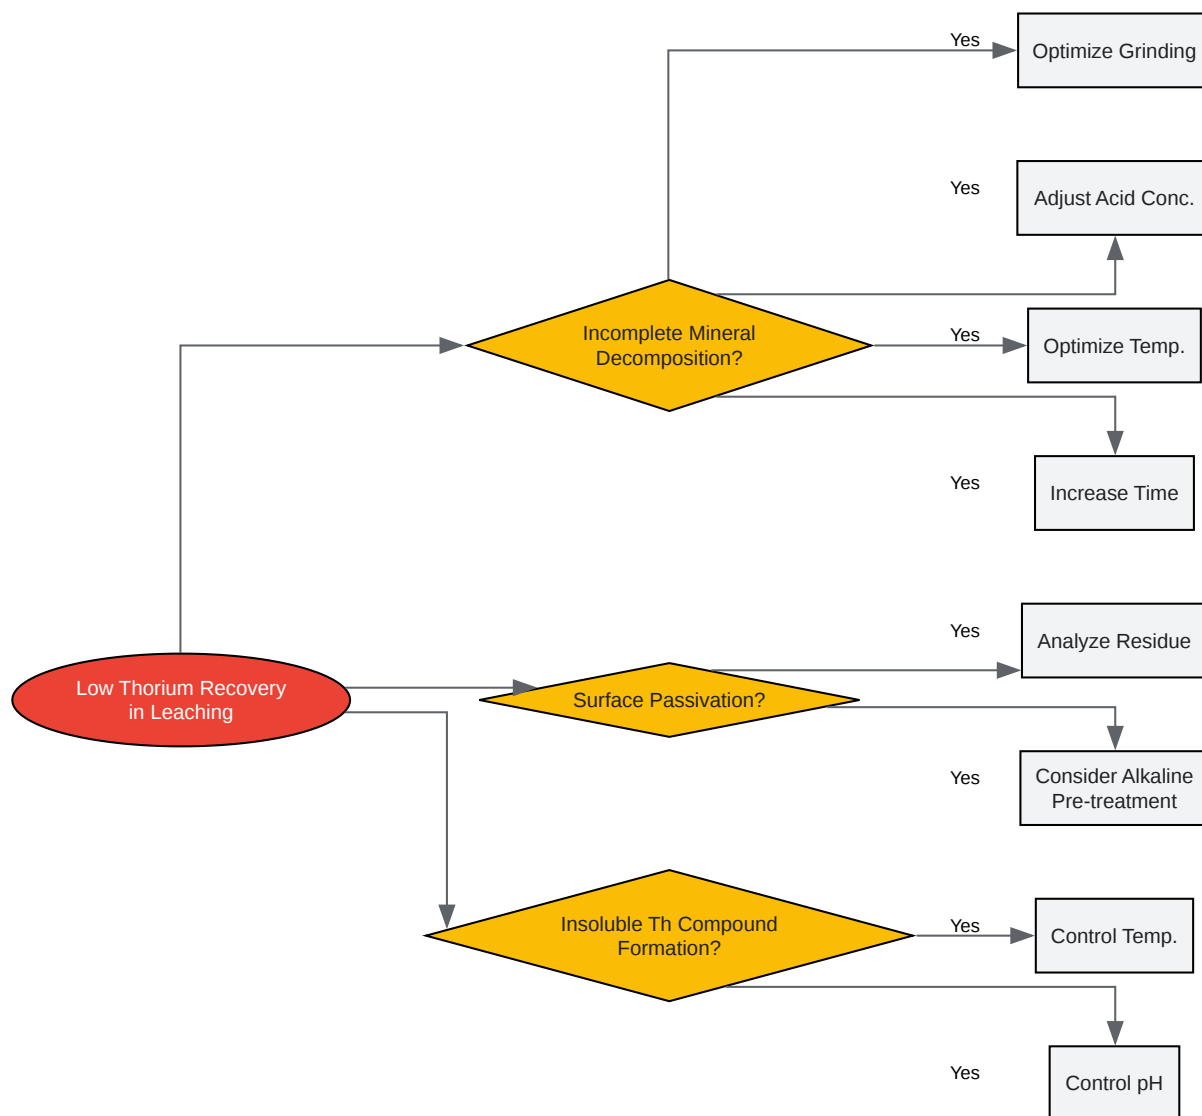 Yes
Optimize Grinding
Yes
Adjust Acid Conc.
Incomplete Mineral
Decomposition?
Yes
Optimize Temp.
Yes
Increase Time
Yes
Analyze Residue
Low Thorium Recovery
in Leaching
Surface Passivation?
Yes
Consider Alkaline
Pre-treatment
Insoluble Th Compound
Formation?
Yes
Control Temp.
Yes
Control pH